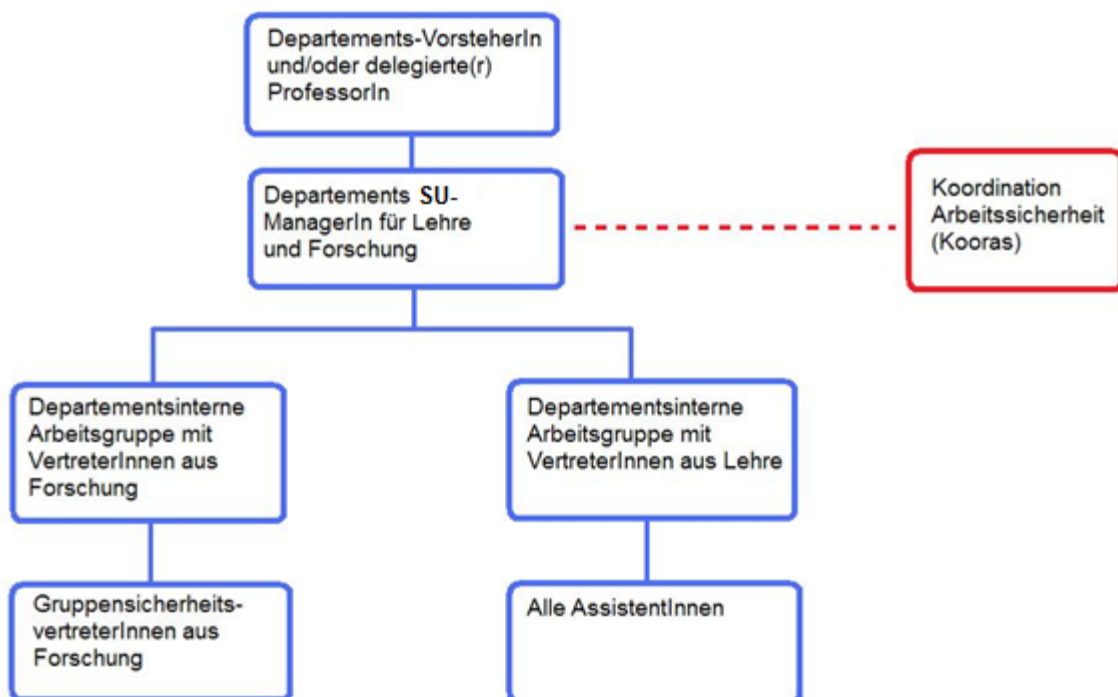 Departements-VorsteherIn
und/oder delegierte(r)
ProfessorIn
Departements SU-
ManagerIn für Lehre
und Forschung
Koordination
Arbeitssicherheit
(Kooras)
Departementsinterne
Arbeitsgruppe mit
VertreterInnen aus
Forschung
Departementsinterne
Arbeitsgruppe mit
VertreterInnen aus Lehre
Gruppensicherheits-
vertreterInnen aus
Forschung
Alle AssistentInnen